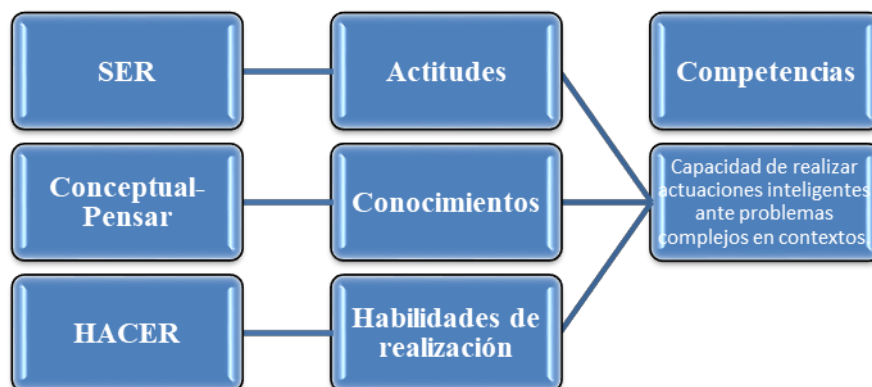 SER
Actitudes
Competencias
Conceptual-
Pensar
Conocimientos
Capacidad de realizar
actuaciones inteligentes
ante problemas
complejos en contextos
HACER
Habilidades de
realización